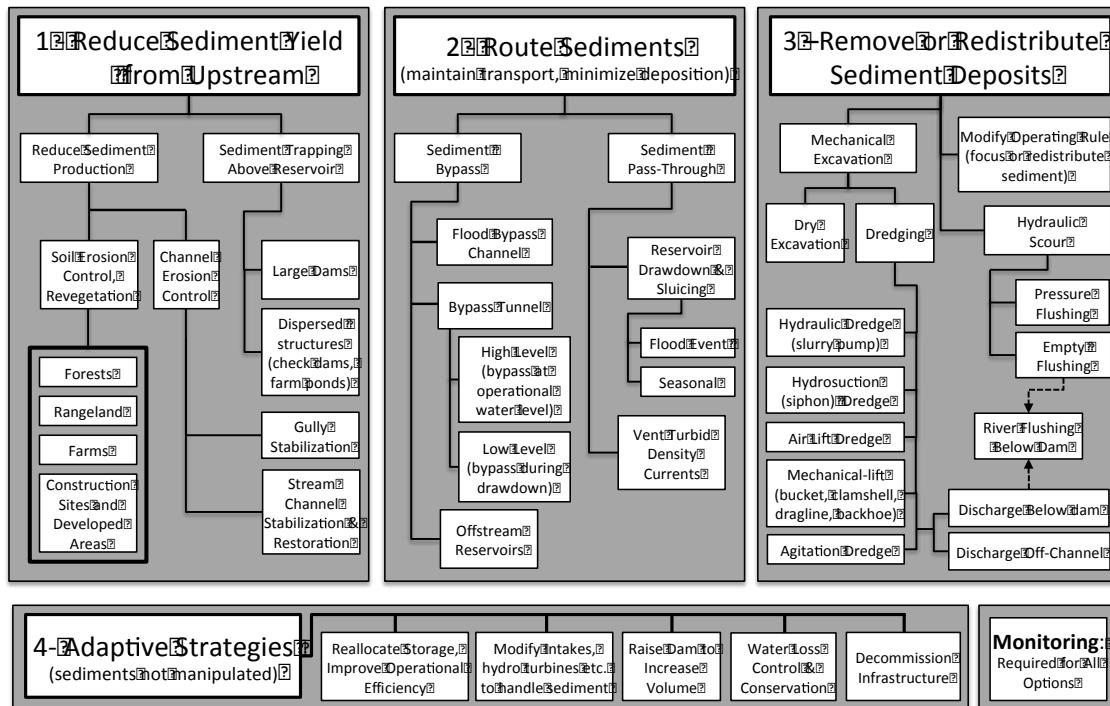 1 - Reduce Sediment Yield
from Upstream
Reduce Sediment
Production
Sediment Trapping
Above Reservoir
Soil Erosion
Control,
Revegetation
Channel
Erosion
Control
Large Dams
Dispersed
structures
(check dams,
farm ponds)
Forests
Rangeland
Farms
Construction
Sites and
Developed
Areas
Gully
Stabilization
Stream
Channel
Stabilization &
Restoration
2 - Route Sediments
(maintain transport, minimize deposition)
Sediment
Bypass
Sediment
Pass-Through
Flood Bypass
Channel
Bypass Tunnel
High Level
(bypass at
operational
water level)
Low Level
(bypass during
drawdown)
Offstream
Reservoirs
Reservoir
Drawdown &
Sluicing
Flood Event
Seasonal
Vent Turbid
Density
Currents
3 - Remove or Redistribute
Sediment Deposits
Mechanical
Excavation
Modify Operating Rule
(focus or redistribute
sediment)
Dry
Excavation
Dredging
Hydraulic
Scour
Hydraulic Dredge
(slurry pump)
Hydrosuction
(siphon) Dredge
Air Lift Dredge
Mechanical-lift
(bucket, clamshell,
dragline, backhoe)
Agitation Dredge
Pressure
Flushing
Empty
Flushing
River Flushing
Below Dam
Discharge Below dam
Discharge Off-Channel
4- Adaptive Strategies
(sediments not manipulated)
Reallocate Storage,
Improve Operational
Efficiency
Modify Intakes,
hydro turbines etc.
to handle sediment
Raise Dam to
Increase
Volume
Water Loss
Control &
Conservation
Decommission
Infrastructure
Monitoring:
Required for All
Options